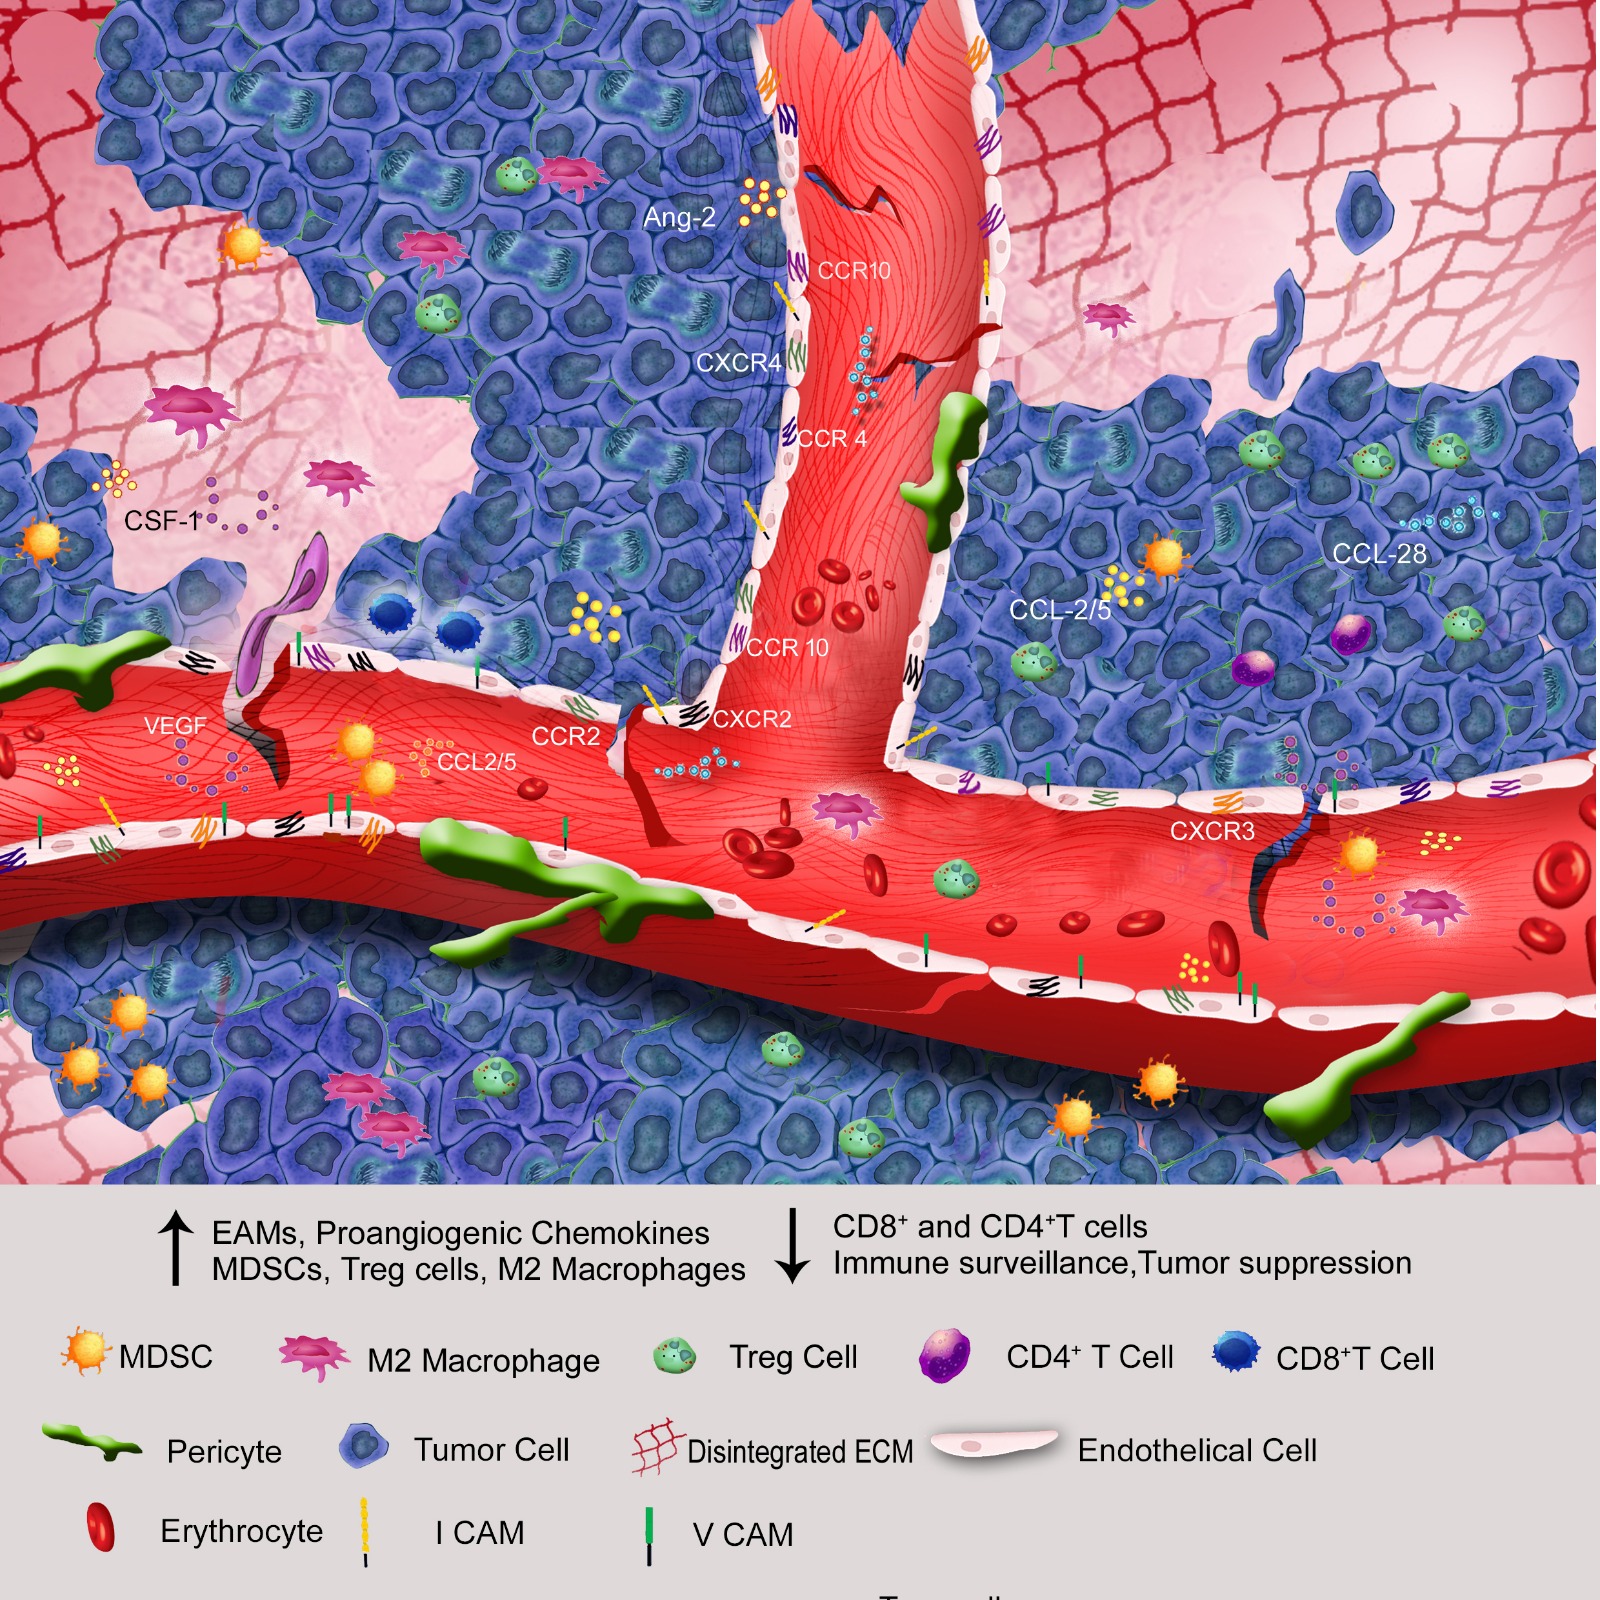 Ang-2
CCR10
CXCR4
CCR 4
CSF-1
CCL-28
CCL-2/5
CCR 10
VEGF
CCR2
CXCR2
CCL2/5
CXCR3
EAMs, Proangiogenic Chemokines
MDSCs, Treg cells, M2 Macrophages
CD8⁺ and CD4⁺T cells
Immune surveillance,Tumor suppression
MDSC
M2 Macrophage
Treg Cell
CD4⁺ T Cell
CD8⁺T Cell
Pericyte
Tumor Cell
Disintegrated ECM
Endothelical Cell
Erythrocyte
I CAM
V CAM